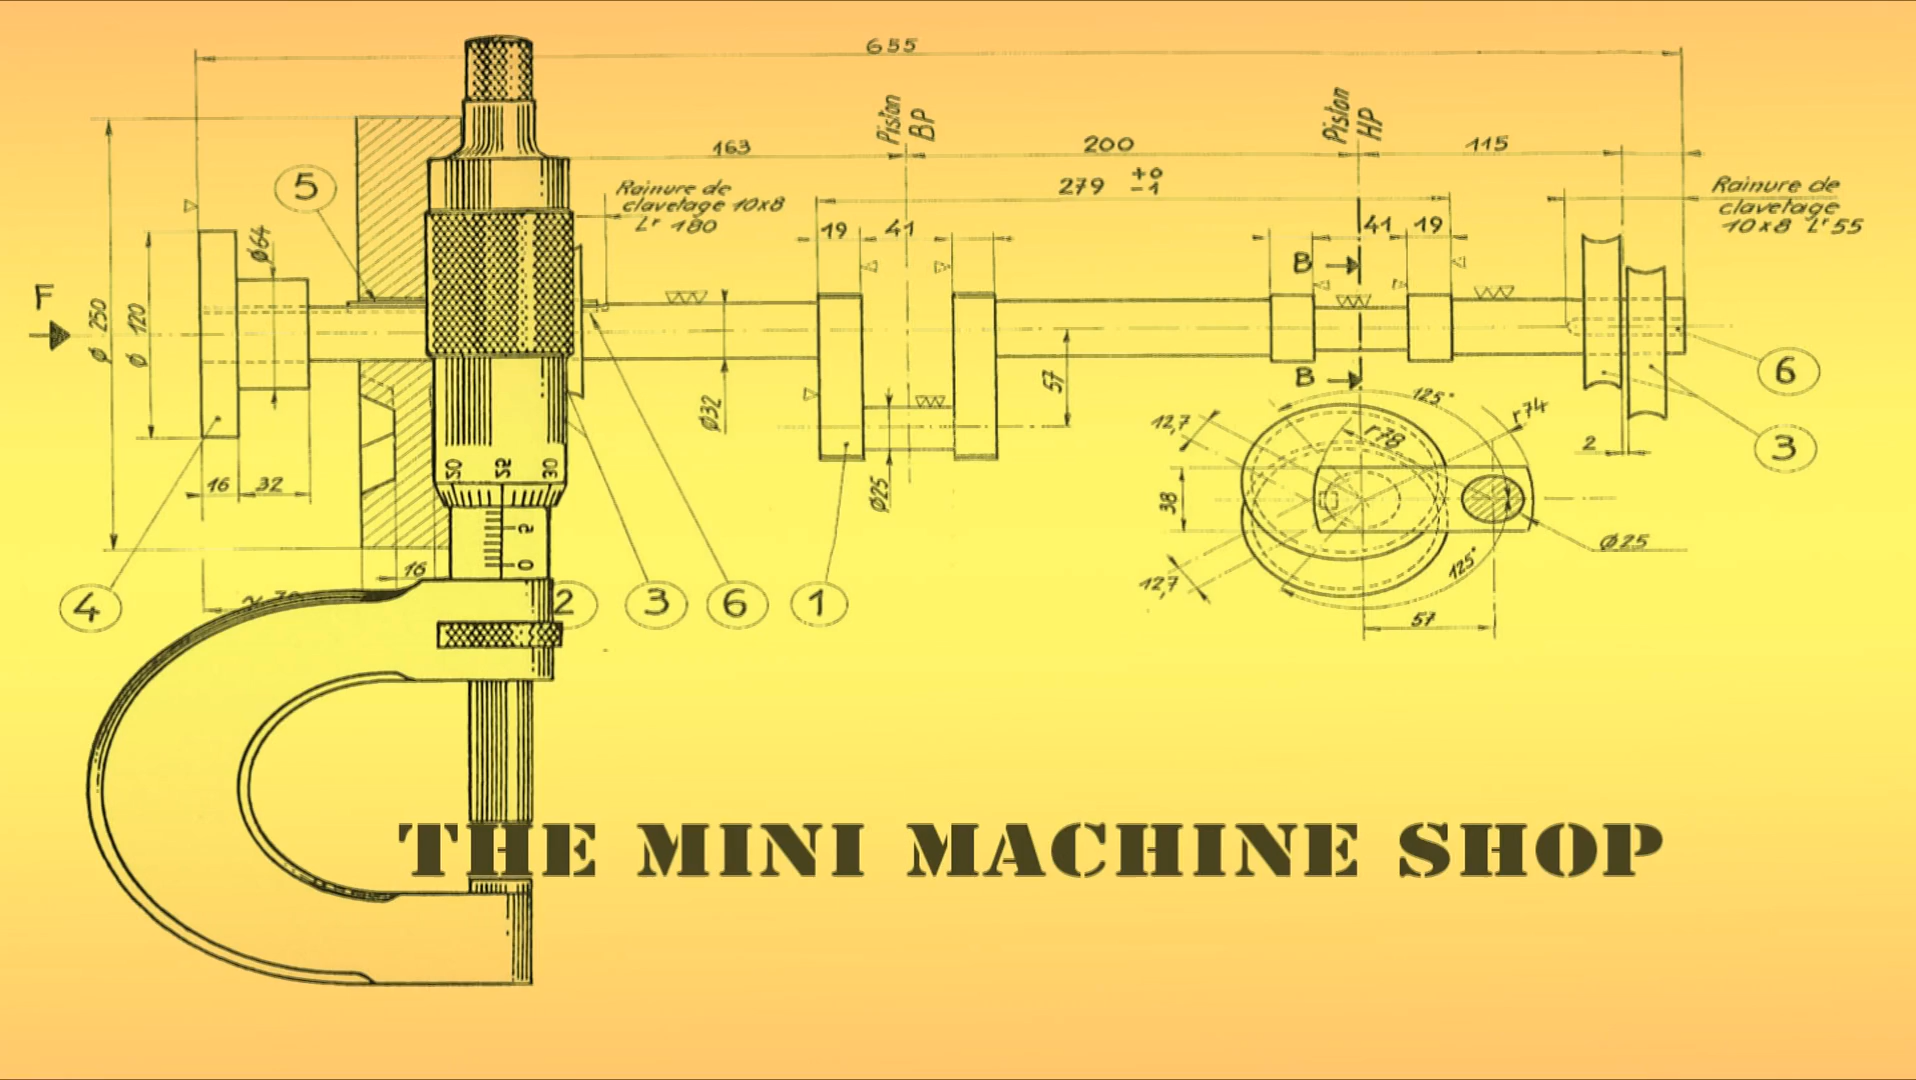 655
Piston
BP
Piston
HP
163
200
115
279 +0 -1
5
Rainure de
clavetage 10x8
Lr 180
Rainure de
clavetage
10x8 Lr 55
19
41
41
19
ø64
B
F
ø 250
ø 120
6
57
B
125°
r74
12,7
r78
ø32
2
3
16
32
20 25 30
ø25
38
5
ø25
0
16
125°
12,7
4
2
3
6
1
57
THE MINI MACHINE SHOP